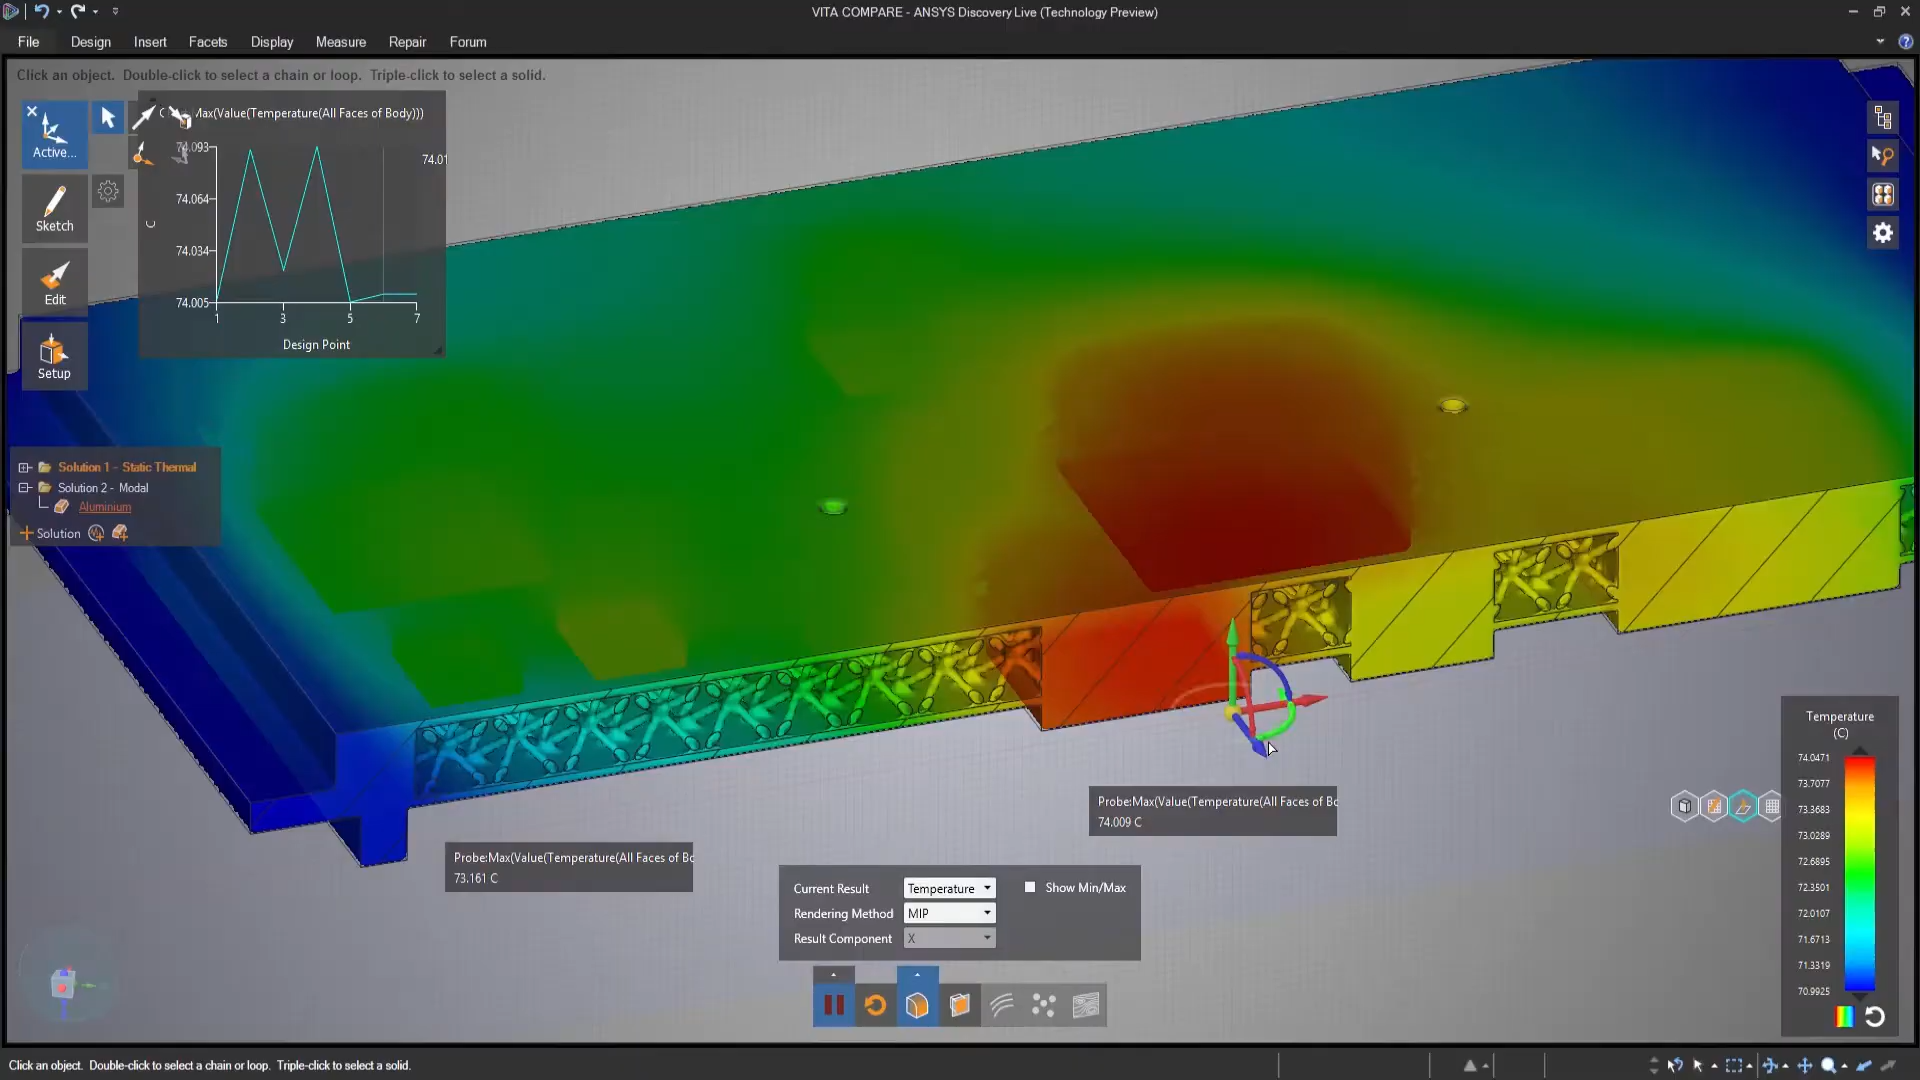 VITA COMPARE - ANSYS Discovery Live (Technology Preview)
File Design Insert Facets Display Measure Repair Forum
Click an object. Double-click to select a chain or loop. Triple-click to select a solid.
Active...
Sketch
Edit
Setup
Max(Value(Temperature(All Faces of Body)))
74.093
74.064
74.034
74.005
C
74.01
1 3 5 7
Design Point
Solution 1 - Static Thermal
Solution 2 - Modal
Aluminium
Solution
Probe:Max(Value(Temperature(All Faces of Bo
74.009 C
Probe:Max(Value(Temperature(All Faces of Bo
73.161 C
Current Result Temperature Show Min/Max
Rendering Method MIP
Result Component X
Temperature
(C)
74.0471
73.7077
73.3683
73.0289
72.6895
72.3501
72.0107
71.6713
71.3319
70.9925
Click an object. Double-click to select a chain or loop. Triple-click to select a solid.